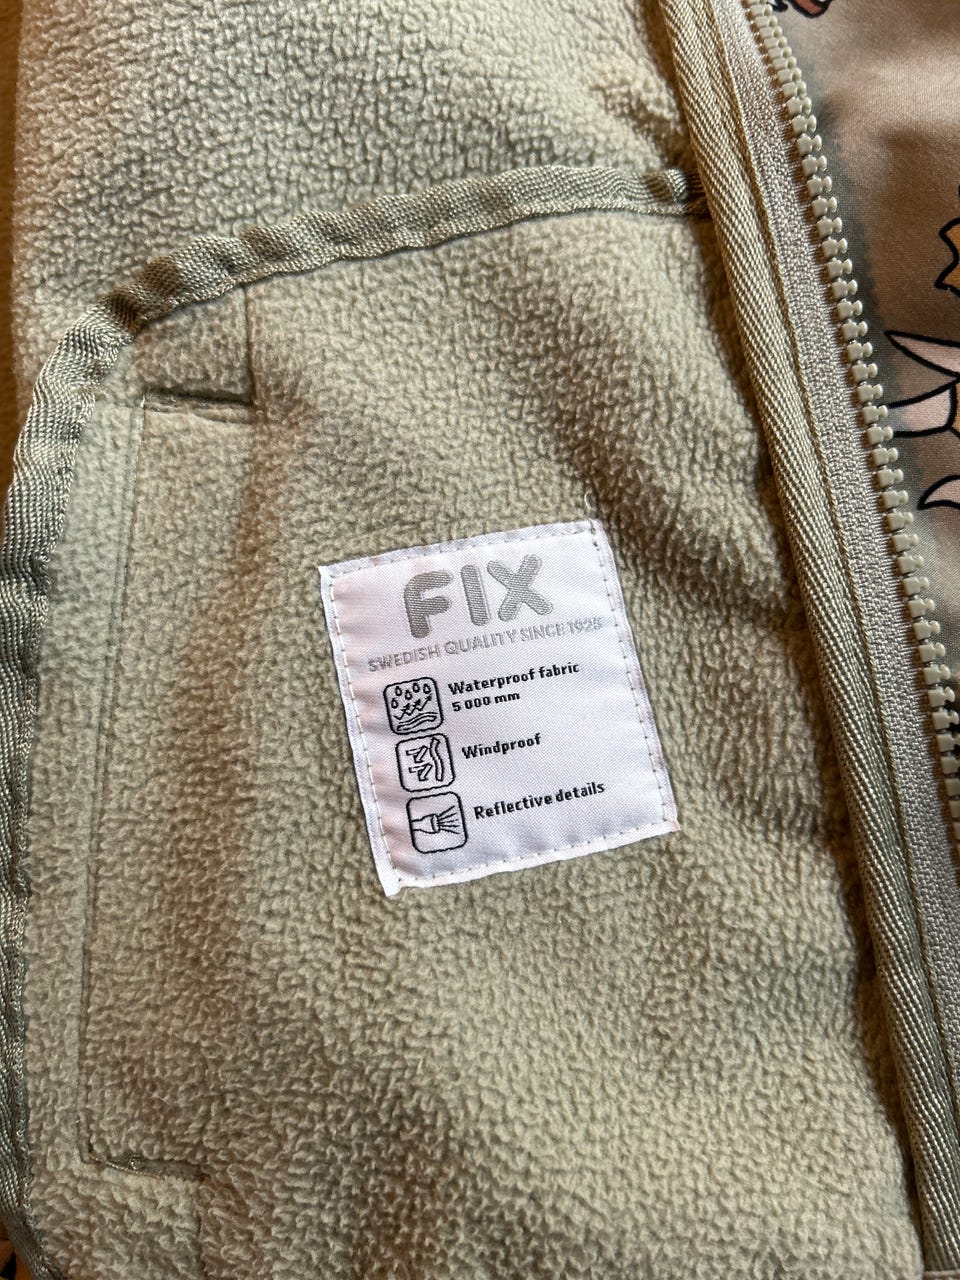 FIX
SWEDISH QUALITY SINCE 1928
Waterproof fabric
5 000 mm
Windproof
Reflective details